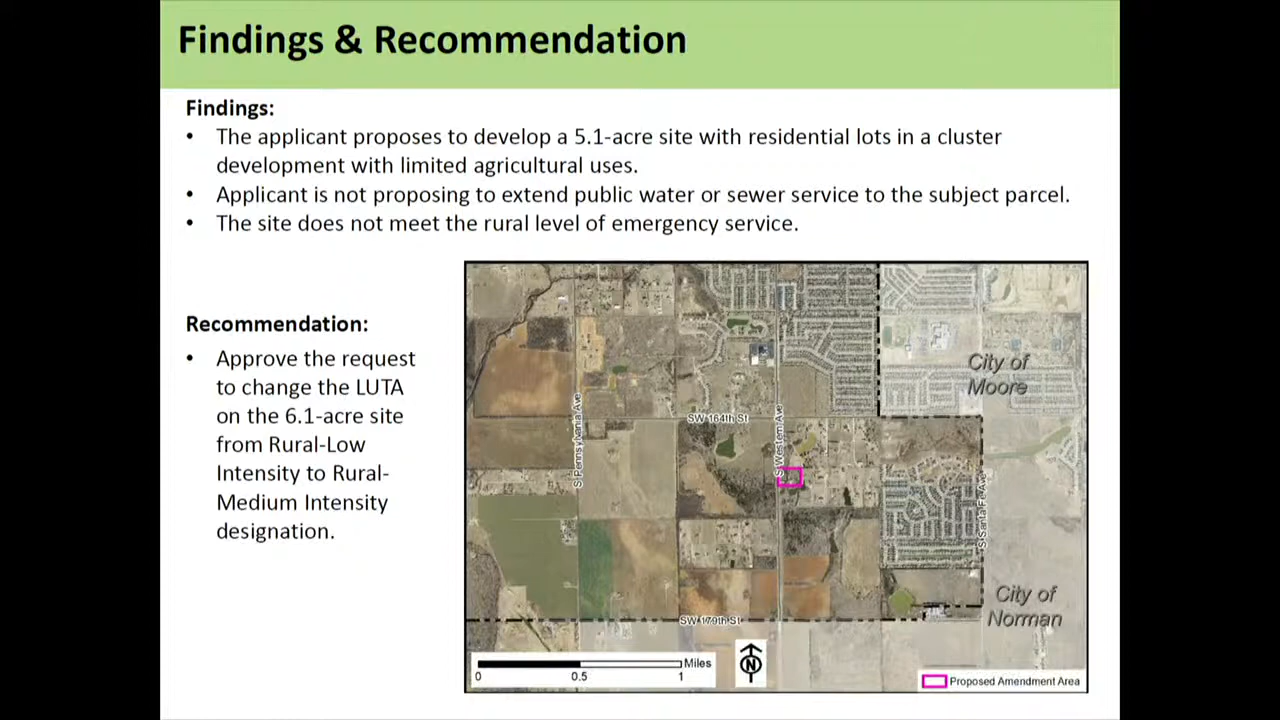 Findings & Recommendation
Findings:
• The applicant proposes to develop a 5.1-acre site with residential lots in a cluster
development with limited agricultural uses.
• Applicant is not proposing to extend public water or sewer service to the subject parcel.
• The site does not meet the rural level of emergency service.
Recommendation:
• Approve the request
to change the LUTA
on the 6.1-acre site
from Rural-Low
Intensity to Rural-
Medium Intensity
designation.
City of
Moore
SW 164th St
S Pennsylvania Ave
S Western Ave
S Santa Fe Ave
City of
Norman
SW 179th St
Miles
0 0.5 1
N
Proposed Amendment Area